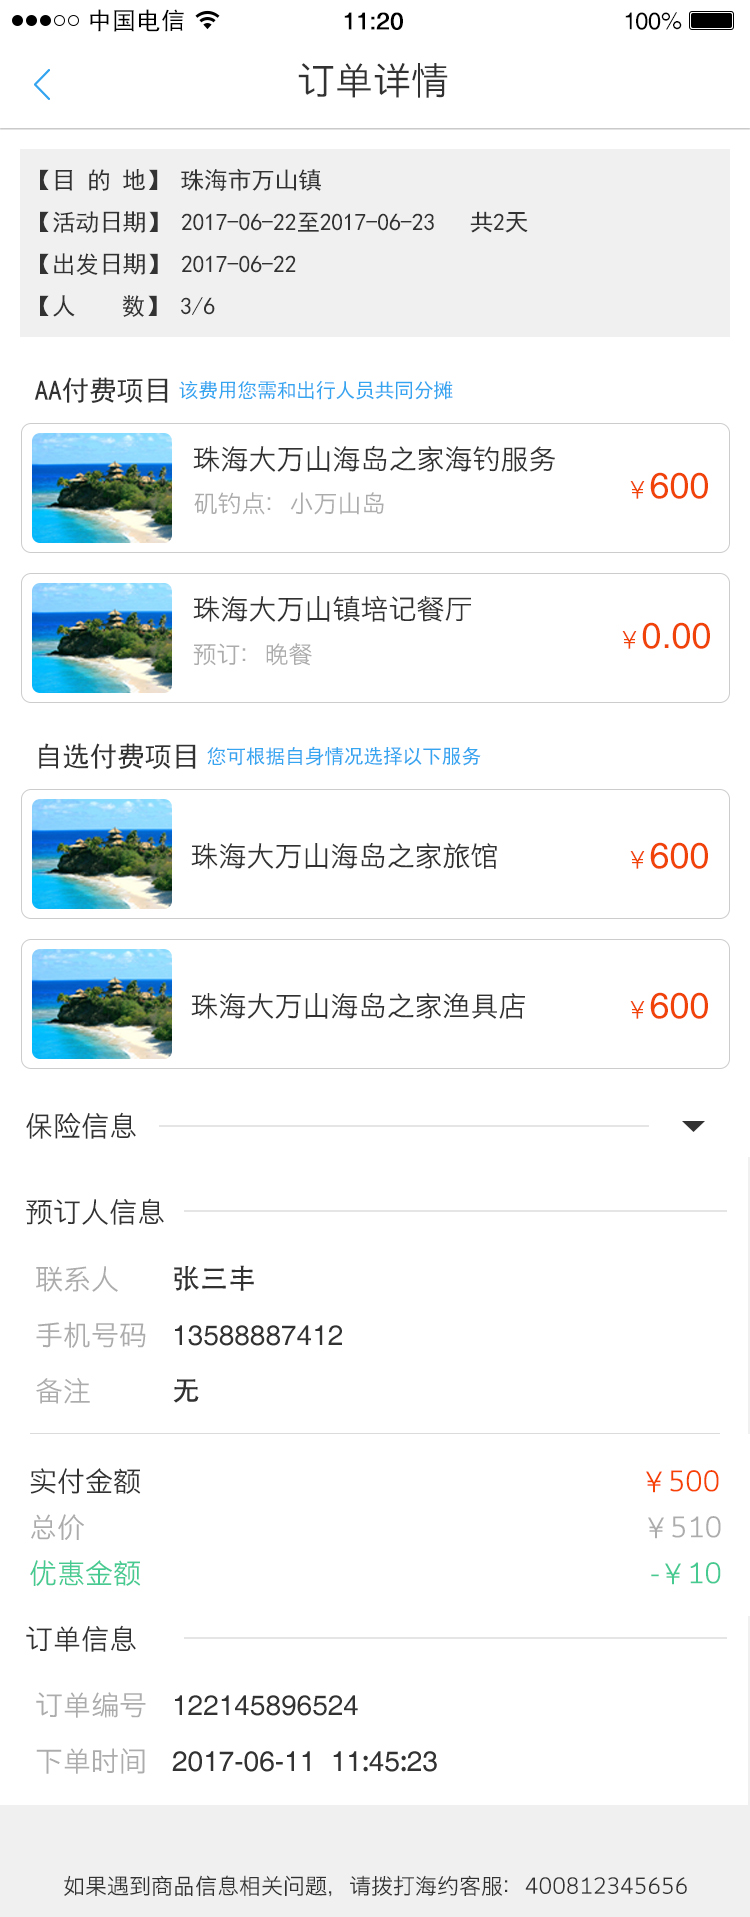 中国电信 11:20 100%
订单详情
【目 的 地】 珠海市万山镇
【活动日期】 2017-06-22至2017-06-23 共2天
【出发日期】 2017-06-22
【人 数】 3/6
AA付费项目 该费用您需和出行人员共同分摊
珠海大万山海岛之家海钓服务
矶钓点: 小万山岛
¥600
珠海大万山镇培记餐厅
预订: 晚餐
¥0.00
自选付费项目 您可根据自身情况选择以下服务
珠海大万山海岛之家旅馆 ¥600
珠海大万山海岛之家渔具店 ¥600
保险信息
预订人信息
联系人 张三丰
手机号码 13588887412
备注 无
实付金额 ¥500
总价 ¥510
优惠金额 -¥10
订单信息
订单编号 122145896524
下单时间 2017-06-11 11:45:23
如果遇到商品信息相关问题, 请拨打海约客服: 400812345656